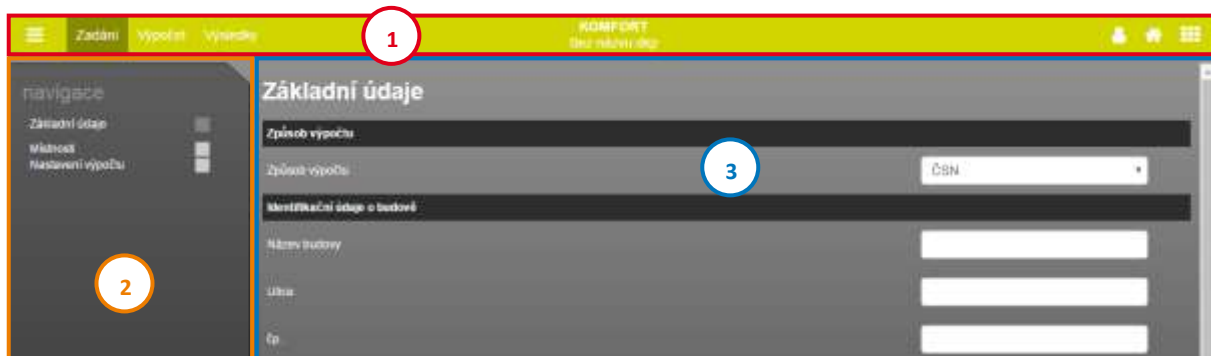 Zadání Výpočet Výsledky
KOMFORT
Bez názvu.dkp
1
navigace
Základní údaje
Místnosti
Nastavení výpočtu
2
Základní údaje
Způsob výpočtu
Způsob výpočtu
ČSN
3
Identifikační údaje o budově
Název budovy
Ulice
čp.